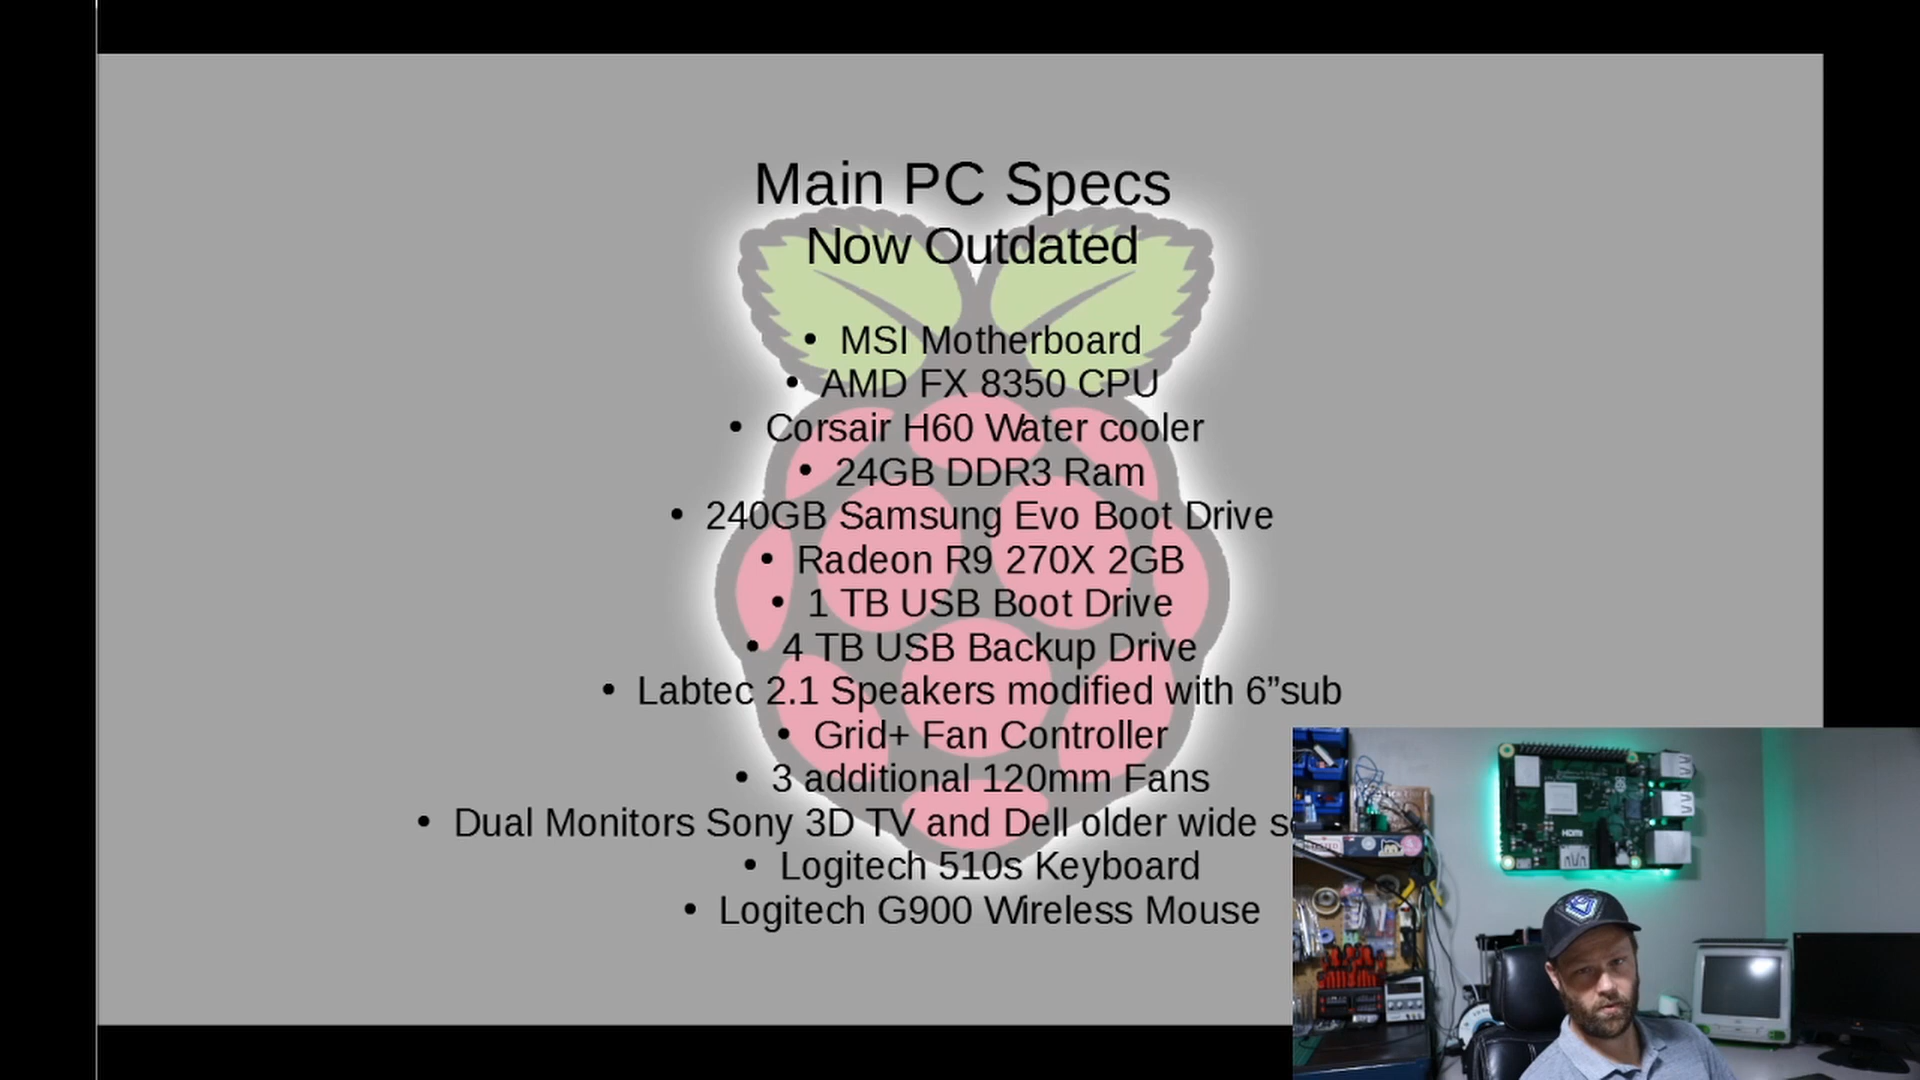 Main PC Specs
Now Outdated
• MSI Motherboard
• AMD FX 8350 CPU
• Corsair H60 Water cooler
• 24GB DDR3 Ram
• 240GB Samsung Evo Boot Drive
• Radeon R9 270X 2GB
• 1 TB USB Boot Drive
• 4 TB USB Backup Drive
• Labtec 2.1 Speakers modified with 6”sub
• Grid+ Fan Controller
• 3 additional 120mm Fans
• Dual Monitors Sony 3D TV and Dell older wide
• Logitech 510s Keyboard
• Logitech G900 Wireless Mouse
HDMI